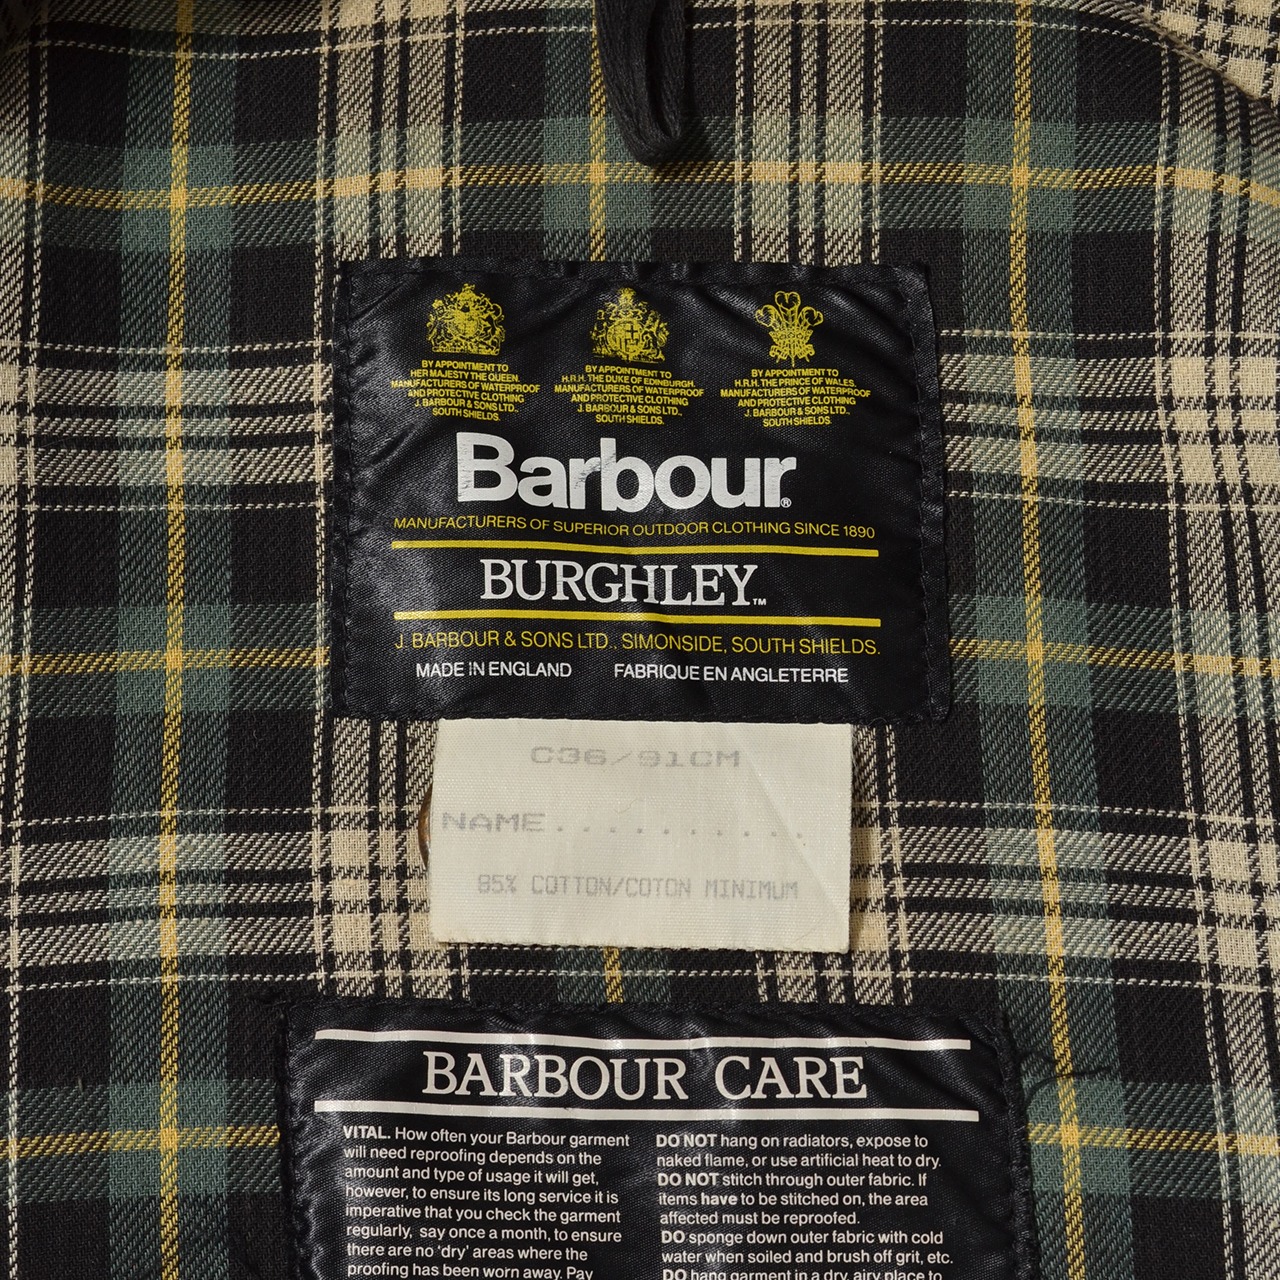 BY APPOINTMENT TO
HER MAJESTY THE QUEEN.
MANUFACTURERS OF WATERPROOF
AND PROTECTIVE CLOTHING
J. BARBOUR & SONS LTD.,
SOUTH SHIELDS.
BY APPOINTMENT TO
H.R.H. THE DUKE OF EDINBURGH.
MANUFACTURERS OF WATERPROOF
AND PROTECTIVE CLOTHING
J. BARBOUR & SONS LTD.,
SOUTH SHIELDS.
BY APPOINTMENT TO
H.R.H. THE PRINCE OF WALES.
MANUFACTURERS OF WATERPROOF
AND PROTECTIVE CLOTHING
J. BARBOUR & SONS LTD.,
SOUTH SHIELDS.
Barbour®
MANUFACTURERS OF SUPERIOR OUTDOOR CLOTHING SINCE 1890
BURGHLEY™
J. BARBOUR & SONS LTD., SIMONSIDE, SOUTH SHIELDS.
MADE IN ENGLAND FABRIQUE EN ANGLETERRE
C36/91CM
NAME...........
85% COTTON/COTON MINIMUM
BARBOUR CARE
VITAL. How often your Barbour garment
will need reproofing depends on the
amount and type of usage it will get,
however, to ensure its long service it is
imperative that you check the garment
regularly, say once a month, to ensure
there are no 'dry' areas where the
proofing has been worn away. Pay
DO NOT hang on radiators, expose to
naked flame, or use artificial heat to dry.
DO NOT stitch through outer fabric. If
items have to be stitched on, the area
affected must be reproofed.
DO sponge down outer fabric with cold
water when soiled and brush off grit, etc.
DO hang garment in a dry, airy place to